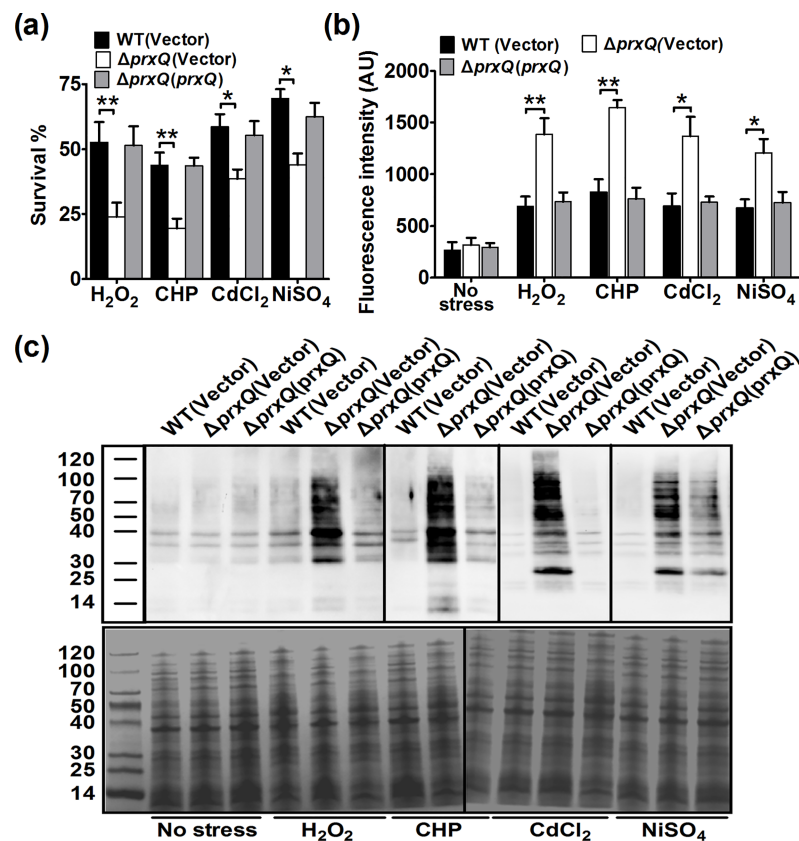 (a)
WT(Vector)
ΔprxQ(Vector)
ΔprxQ(prxQ)
Survival %
75
50
25
0
** ** * *
H₂O₂ CHP CdCl₂ NiSO₄
(b)
WT (Vector) ΔprxQ(Vector)
ΔprxQ(prxQ)
Fluorescence intensity (AU)
2000
1500
1000
500
0
** ** * *
No stress H₂O₂ CHP CdCl₂ NiSO₄
(c)
WT(Vector) ΔprxQ(Vector) ΔprxQ(prxQ) WT(Vector) ΔprxQ(Vector) ΔprxQ(prxQ) WT(Vector) ΔprxQ(Vector) ΔprxQ(prxQ) WT(Vector) ΔprxQ(Vector) ΔprxQ(prxQ) WT(Vector) ΔprxQ(Vector) ΔprxQ(prxQ)
120
100
70
50
40
30
25
14
120
100
70
50
40
30
25
14
No stress H₂O₂ CHP CdCl₂ NiSO₄